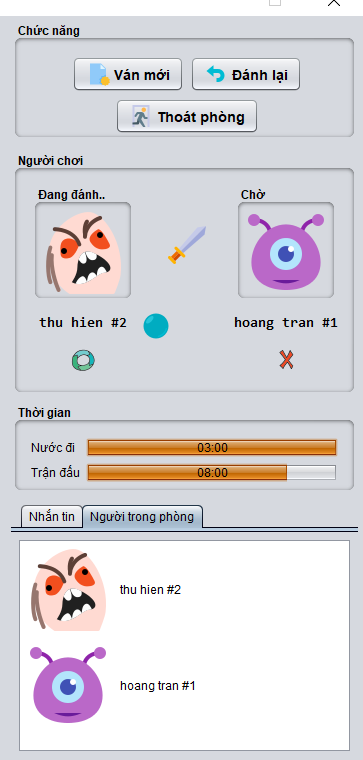 Chức năng
Ván mới Đánh lại
Thoát phòng
Người chơi
Đang đánh.. Chờ
thu hien #2 hoang tran #1
Thời gian
Nước đi 03:00
Trận đấu 08:00
Nhắn tin Người trong phòng
thu hien #2
hoang tran #1